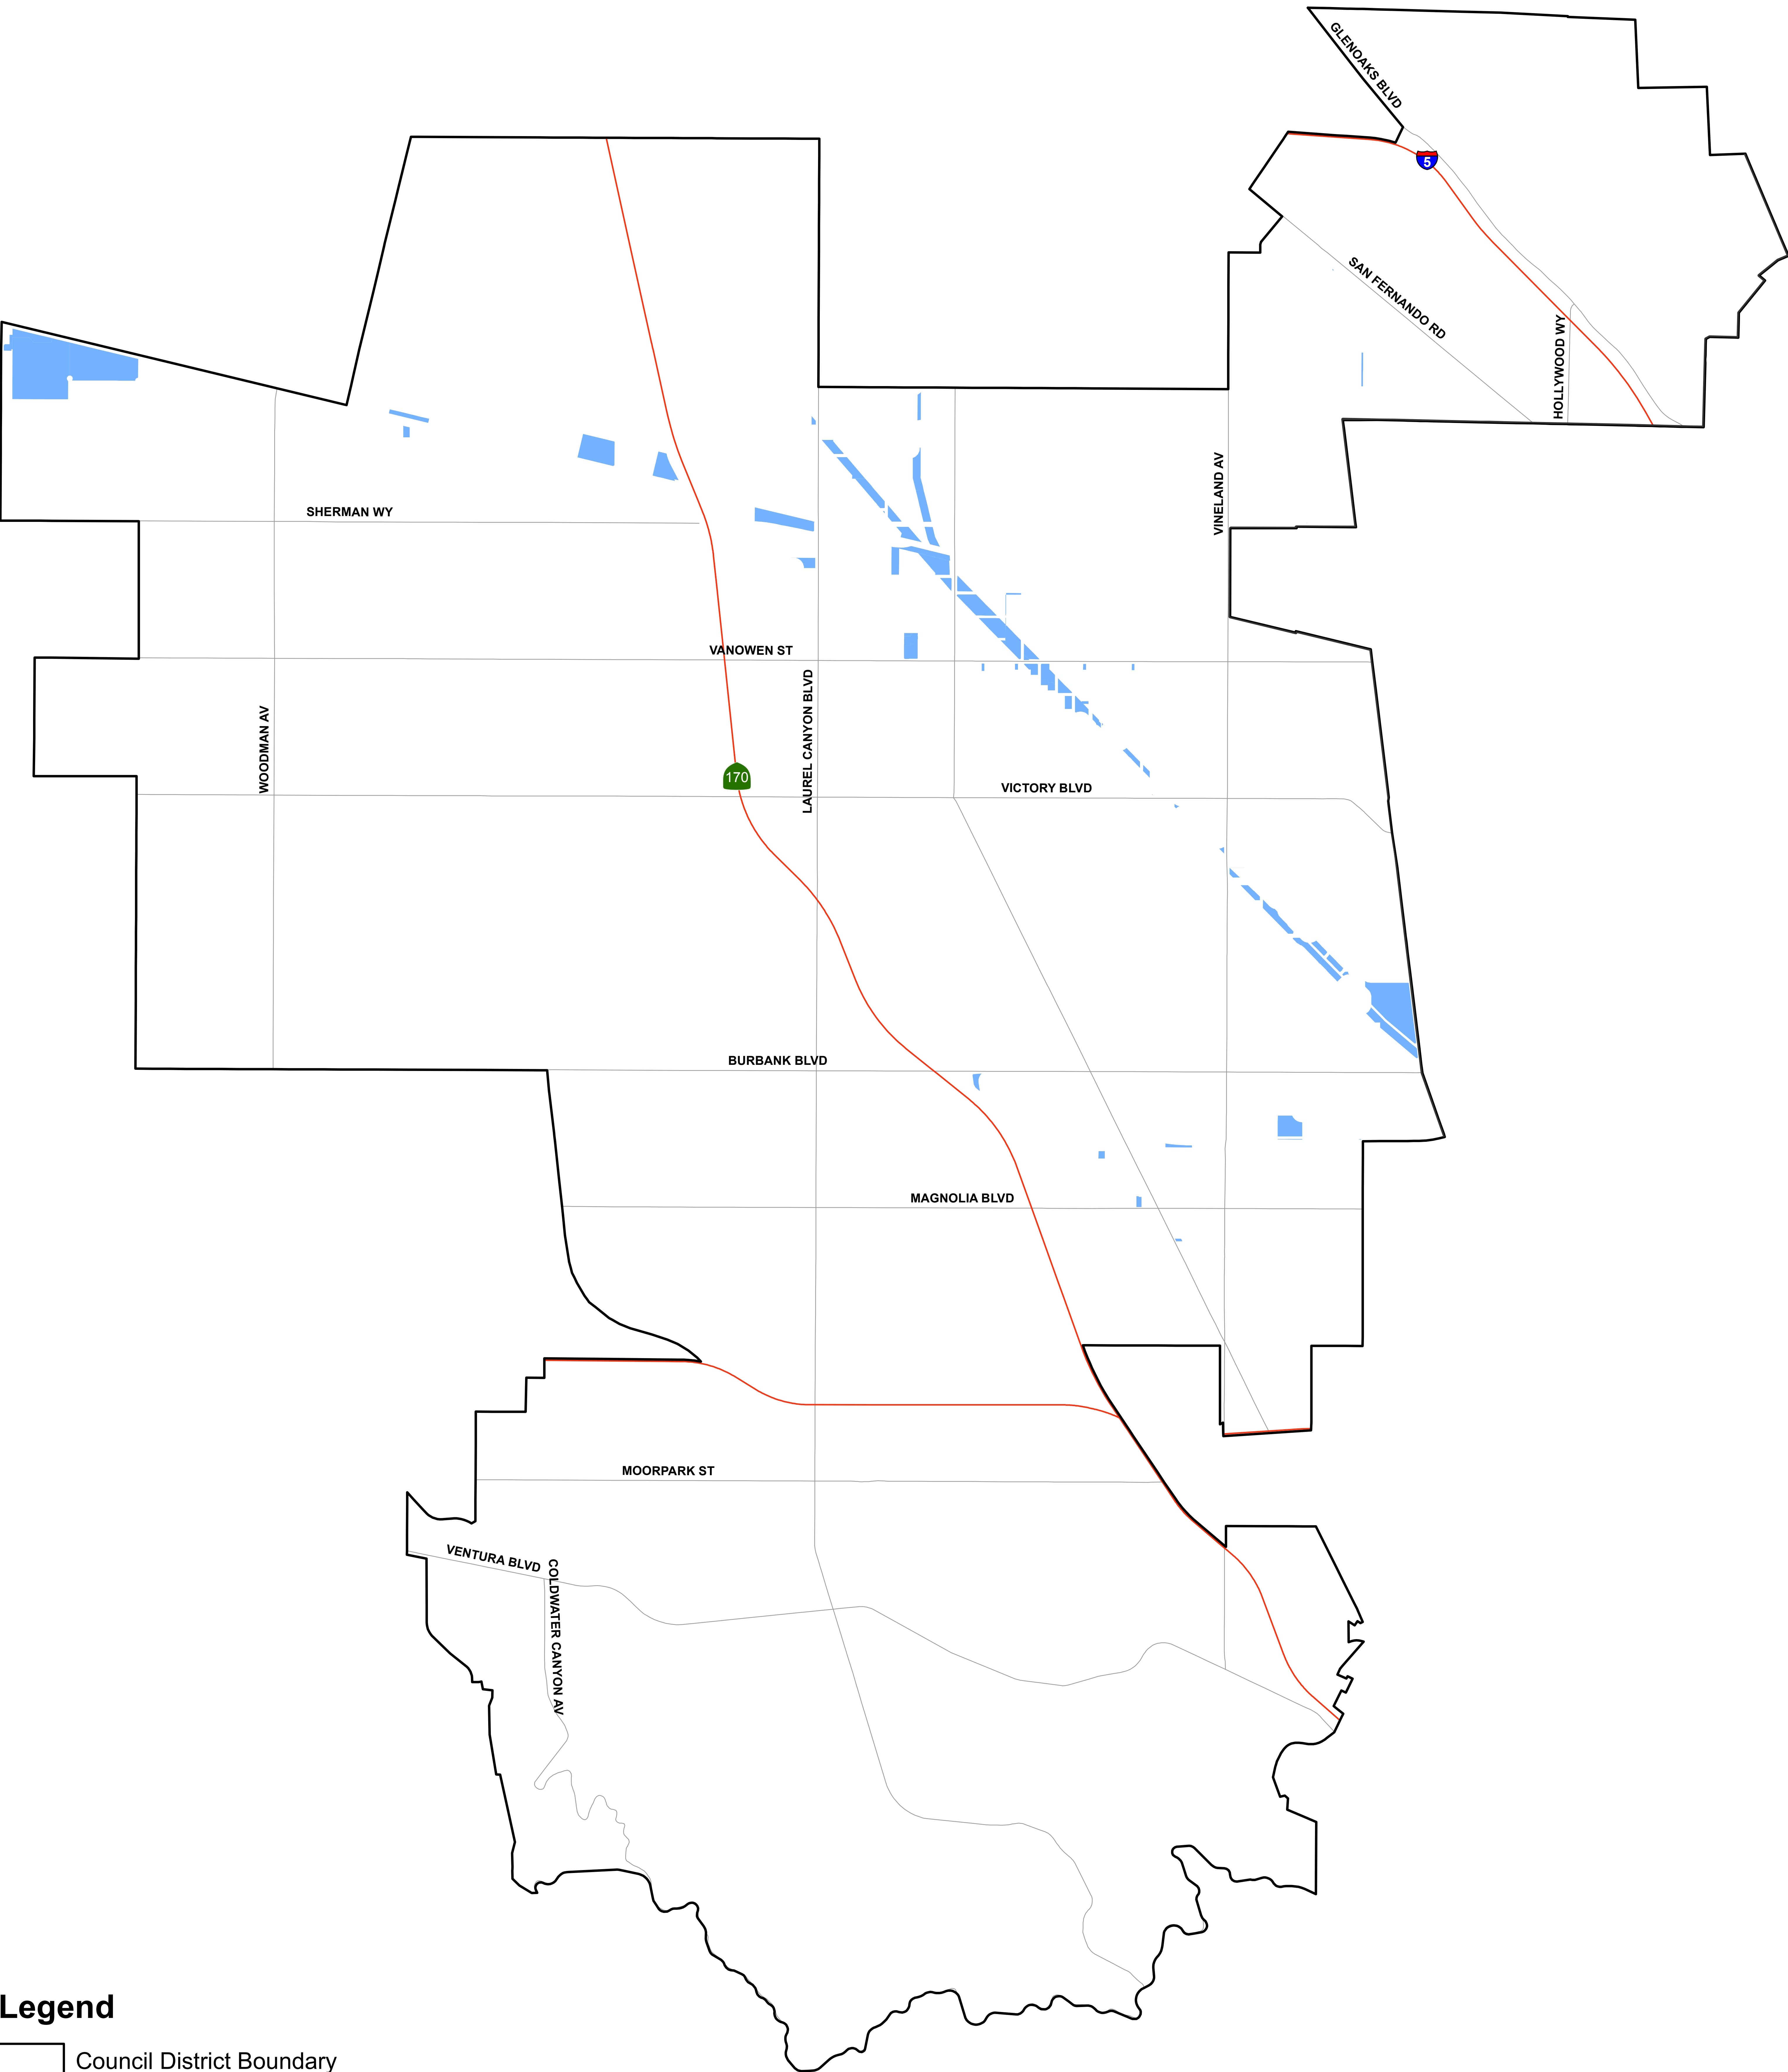 GLENOAKS BLVD
5
SAN FERNANDO RD
HOLLYWOOD WY
VINELAND AV
SHERMAN WY
VANOWEN ST
LAUREL CANYON BLVD
WOODMAN AV
170
VICTORY BLVD
BURBANK BLVD
MAGNOLIA BLVD
MOORPARK ST
VENTURA BLVD
COLDWATER CANYON AV
Legend
Council District Boundary